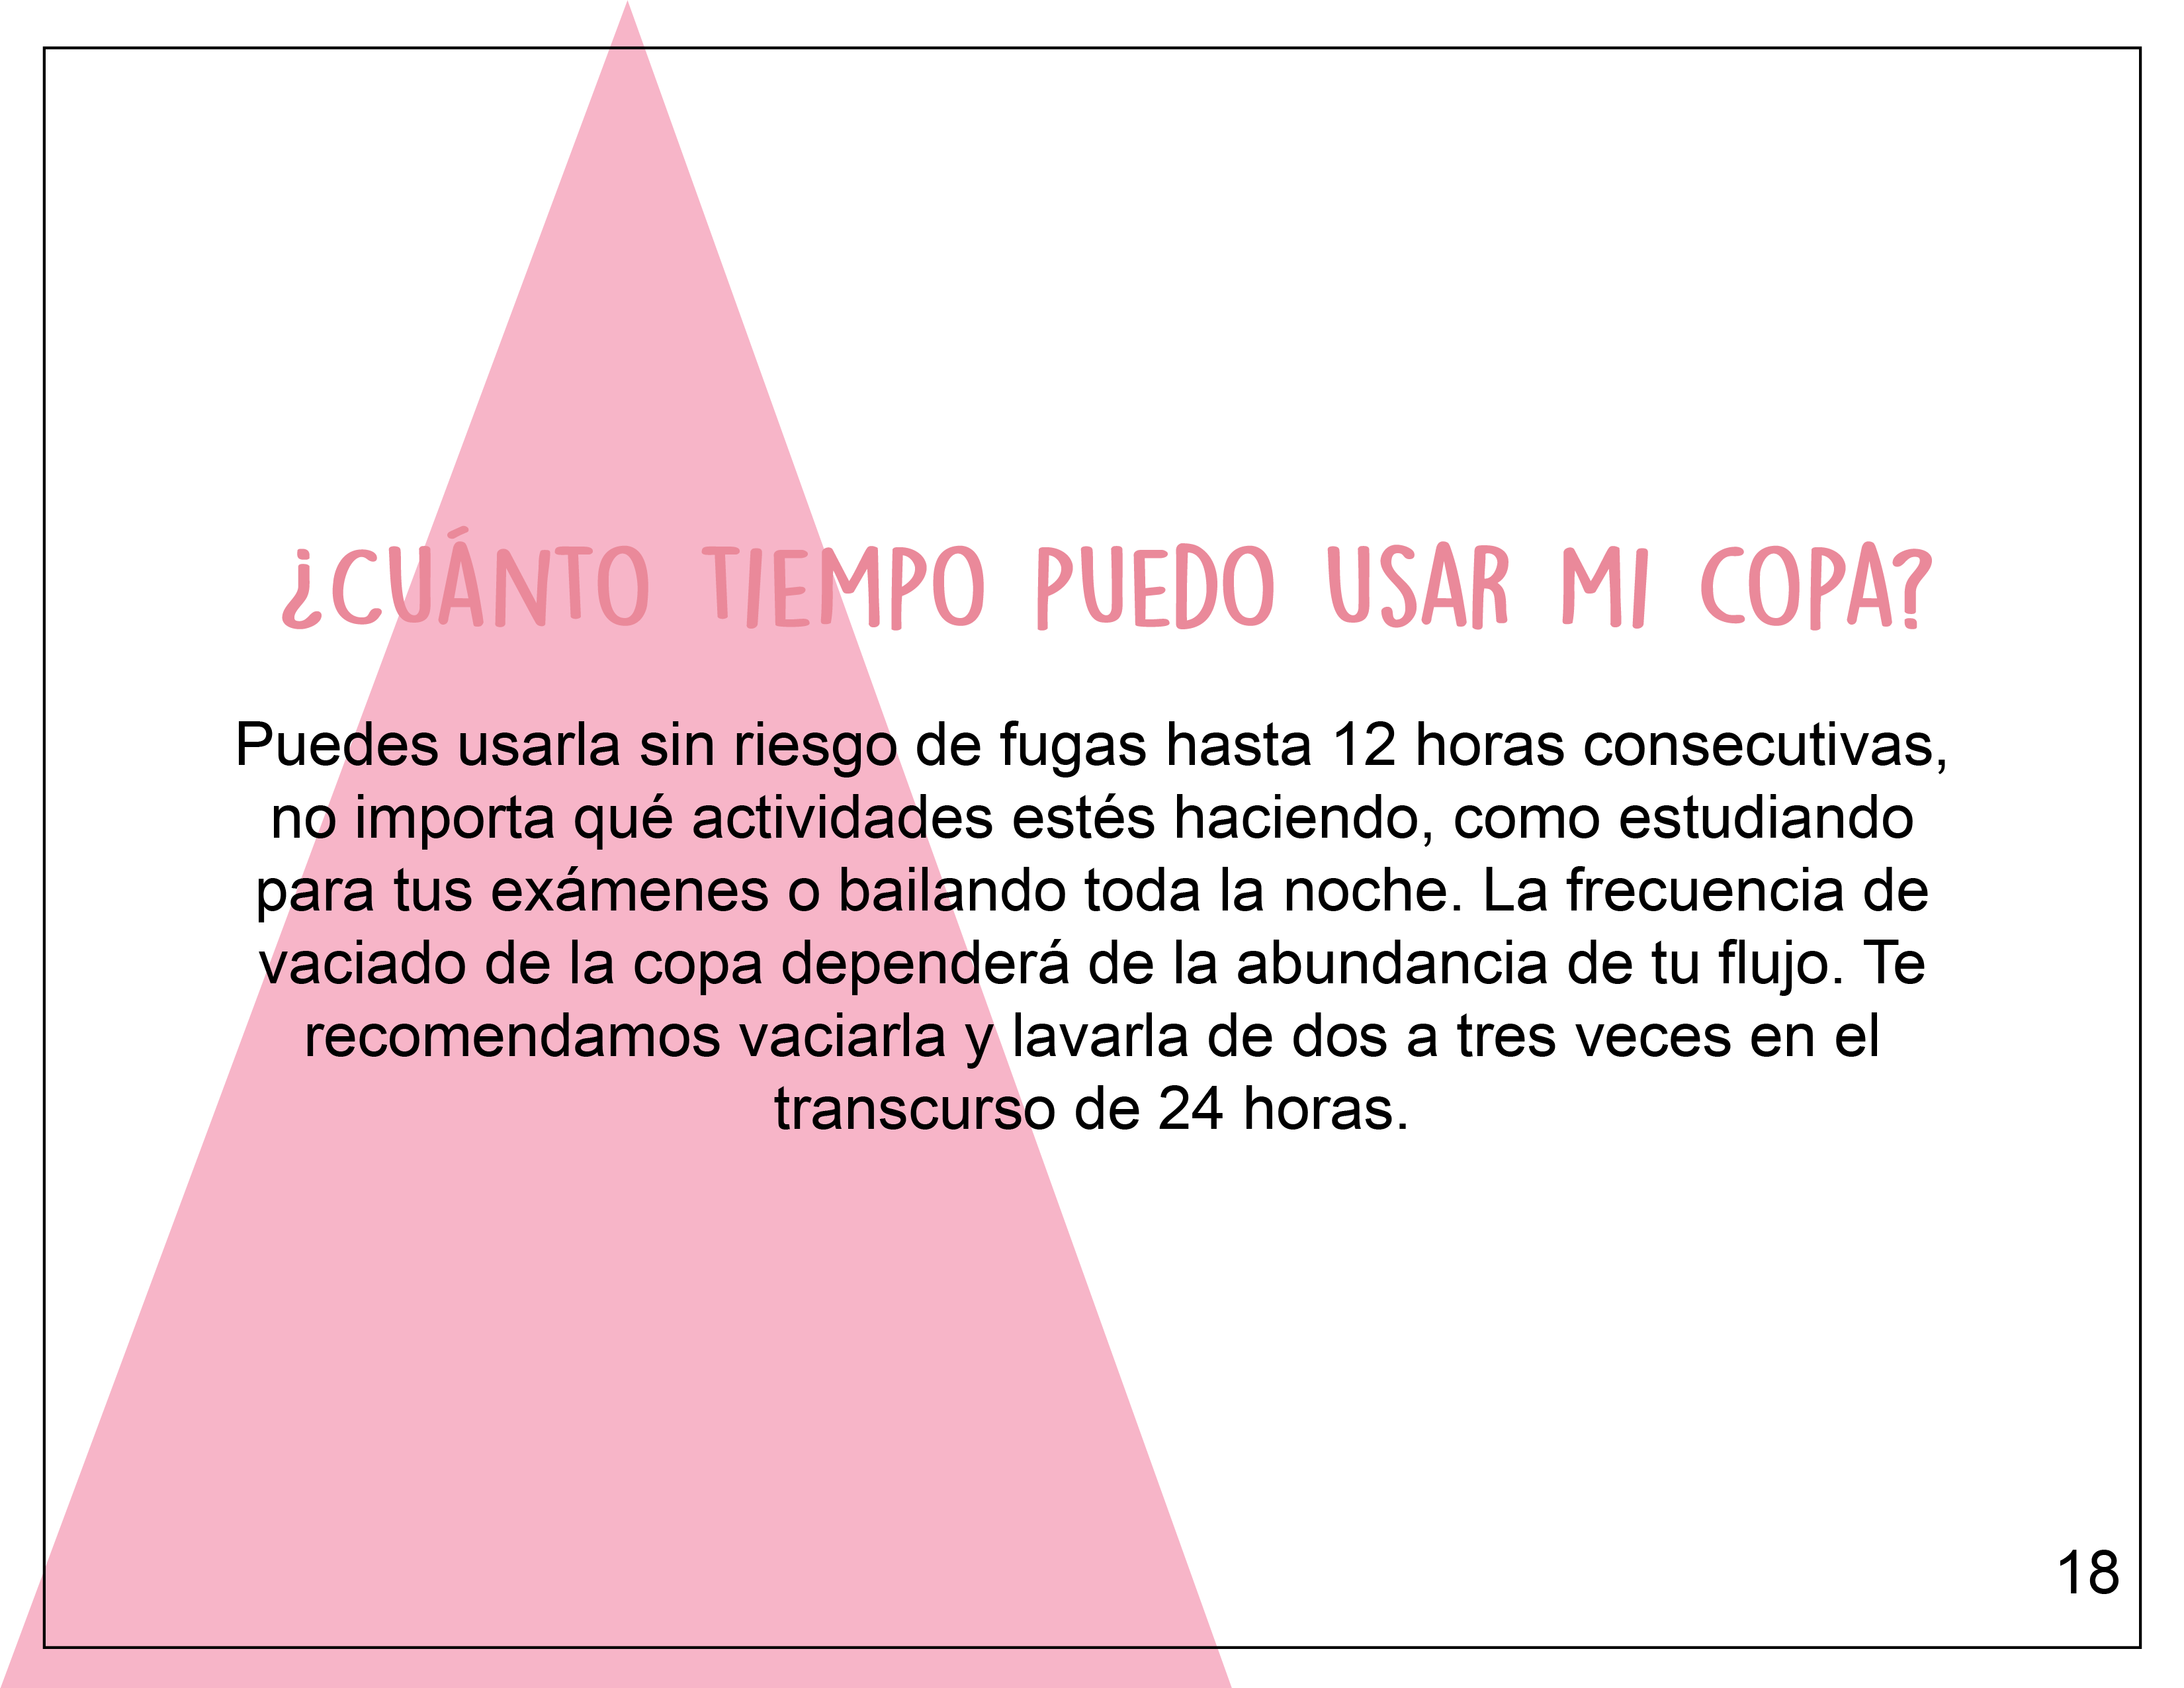 ¿CUÁNTO TIEMPO PUEDO USAR MI COPA?
Puedes usarla sin riesgo de fugas hasta 12 horas consecutivas,
no importa qué actividades estés haciendo, como estudiando
para tus exámenes o bailando toda la noche. La frecuencia de
vaciado de la copa dependerá de la abundancia de tu flujo. Te
recomendamos vaciarla y lavarla de dos a tres veces en el
transcurso de 24 horas.
18